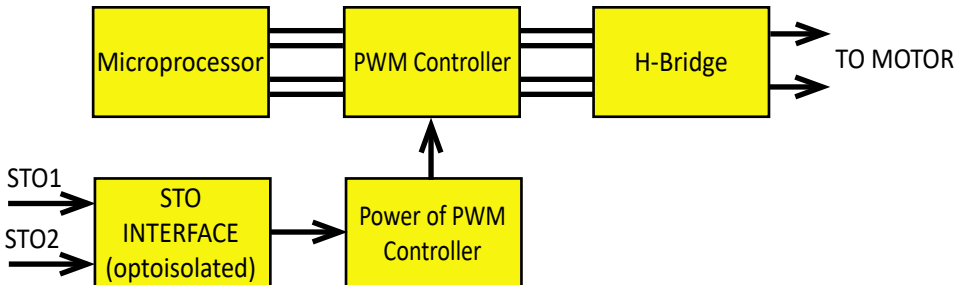 Microprocessor
PWM Controller
H-Bridge
TO MOTOR
STO1
STO2
STO
INTERFACE
(optoisolated)
Power of PWM
Controller